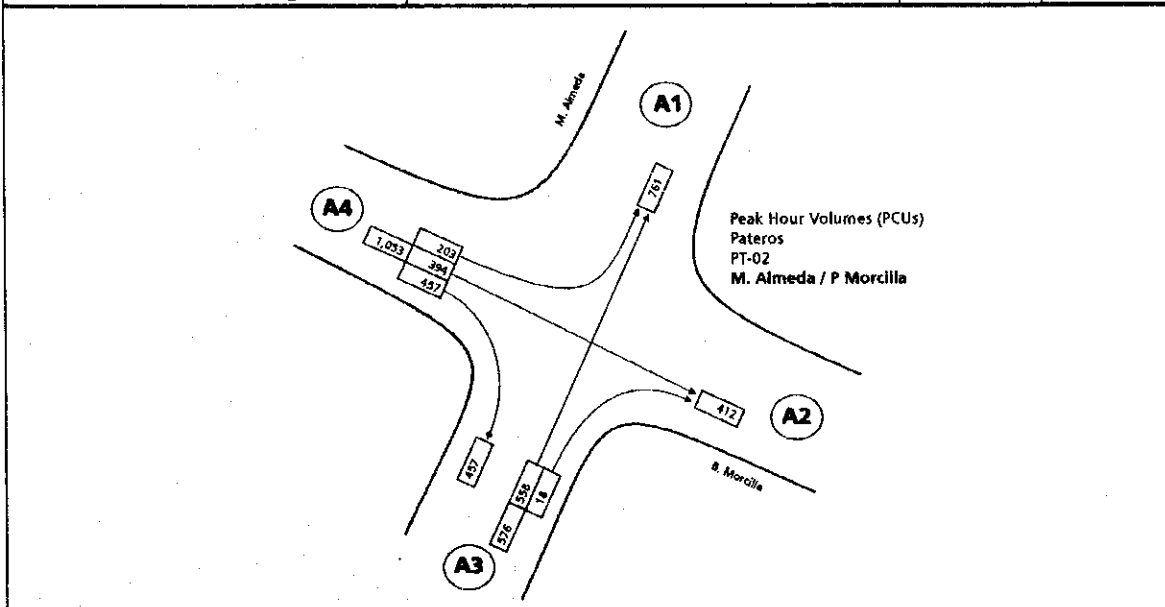 M. Almeda
A1
761
A4
1,053
203
394
457
Peak Hour Volumes (PCUs)
Pateros
PT-02
M. Almeda / P Morcilla
412
A2
B. Morcilla
457
558
18
576
A3